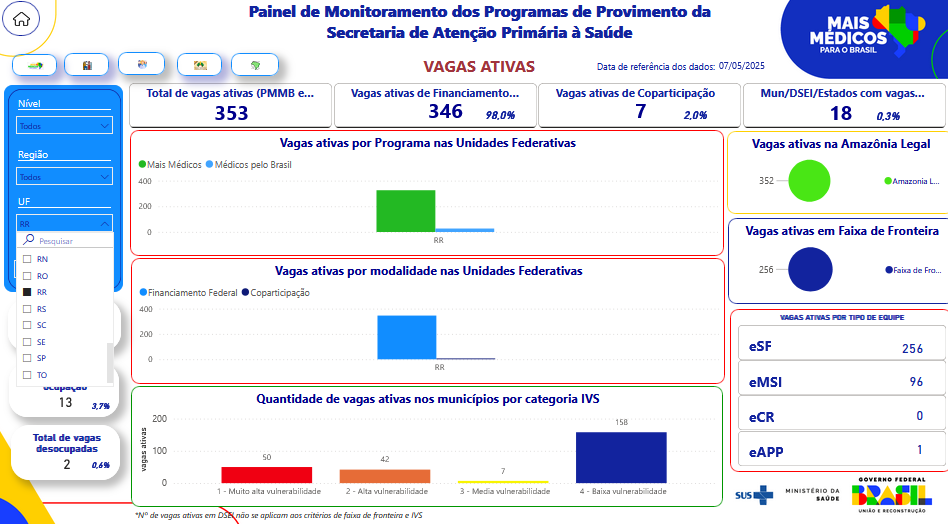 Painel de Monitoramento dos Programas de Provimento da
Secretaria de Atenção Primária à Saúde
MAIS
MÉDICOS
PARA O BRASIL
VAGAS ATIVAS
Data de referência dos dados: 07/05/2025
Nível
Todos
Região
Todos
UF
RR
Pesquisar
RN
RO
RR
RS
SC
SE
SP
TO
ocupação
13 3,7%
Total de vagas
desocupadas
2 0,6%
Total de vagas ativas (PMMB e...
353
Vagas ativas de Financiamento...
346 98,0%
Vagas ativas de Coparticipação
7 2,0%
Mun/DSEI/Estados com vagas...
18 0,3%
Vagas ativas por Programa nas Unidades Federativas
Mais Médicos Médicos pelo Brasil
400
200
0
RR
Vagas ativas por modalidade nas Unidades Federativas
Financiamento Federal Coparticipação
400
200
0
RR
Quantidade de vagas ativas nos municípios por categoria IVS
vagas ativas
200
100
0
50
42
7
158
1 - Muito alta vulnerabilidade
2 - Alta vulnerabilidade
3 - Media vulnerabilidade
4 - Baixa vulnerabilidade
*Nº de vagas ativas em DSEI não se aplicam aos critérios de faixa de fronteira e IVS
Vagas ativas na Amazônia Legal
352
Amazonia L...
Vagas ativas em Faixa de Fronteira
256
Faixa de Fro...
VAGAS ATIVAS POR TIPO DE EQUIPE
eSF 256
eMSI 96
eCR 0
eAPP 1
SUS
MINISTÉRIO DA
SAÚDE
GOVERNO FEDERAL
BRASIL
UNIÃO E RECONSTRUÇÃO